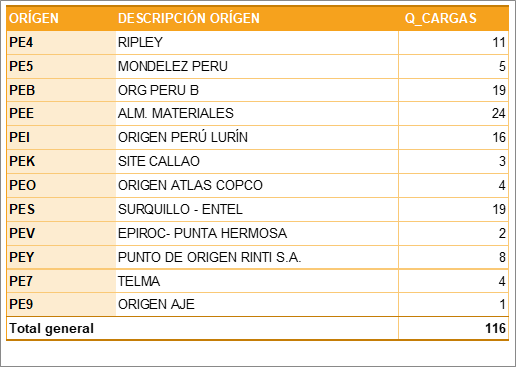 ORÍGEN DESCRIPCIÓN ORÍGEN Q_CARGAS
PE4 RIPLEY 11
PE5 MONDELEZ PERU 5
PEB ORG PERU B 19
PEE ALM. MATERIALES 24
PEI ORIGEN PERÚ LURÍN 16
PEK SITE CALLAO 3
PEO ORIGEN ATLAS COPCO 4
PES SURQUILLO - ENTEL 19
PEV EPIROC- PUNTA HERMOSA 2
PEY PUNTO DE ORIGEN RINTI S.A. 8
PE7 TELMA 4
PE9 ORIGEN AJE 1
Total general 116